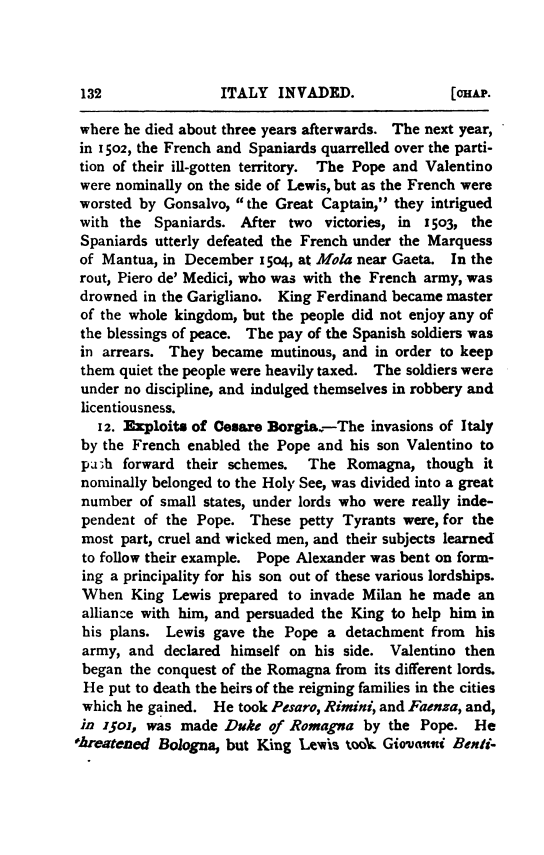 132 ITALY INVADED. [CHAP.
where he died about three years afterwards. The next year,
in 1502, the French and Spaniards quarrelled over the parti-
tion of their ill-gotten territory. The Pope and Valentino
were nominally on the side of Lewis, but as the French were
worsted by Gonsalvo, "the Great Captain," they intrigued
with the Spaniards. After two victories, in 1503, the
Spaniards utterly defeated the French under the Marquess
of Mantua, in December 1504, at Mola near Gaeta. In the
rout, Piero de' Medici, who was with the French army, was
drowned in the Garigliano. King Ferdinand became master
of the whole kingdom, but the people did not enjoy any of
the blessings of peace. The pay of the Spanish soldiers was
in arrears. They became mutinous, and in order to keep
them quiet the people were heavily taxed. The soldiers were
under no discipline, and indulged themselves in robbery and
licentiousness.
12. Exploits of Cesare Borgia.—The invasions of Italy
by the French enabled the Pope and his son Valentino to
push forward their schemes. The Romagna, though it
nominally belonged to the Holy See, was divided into a great
number of small states, under lords who were really inde-
pendent of the Pope. These petty Tyrants were, for the
most part, cruel and wicked men, and their subjects learned
to follow their example. Pope Alexander was bent on form-
ing a principality for his son out of these various lordships.
When King Lewis prepared to invade Milan he made an
alliance with him, and persuaded the King to help him in
his plans. Lewis gave the Pope a detachment from his
army, and declared himself on his side. Valentino then
began the conquest of the Romagna from its different lords.
He put to death the heirs of the reigning families in the cities
which he gained. He took Pesaro, Rimini, and Faenza, and,
in 1501, was made Duke of Romagna by the Pope. He
threatened Bologna, but King Lewis took Giovanni Benti-